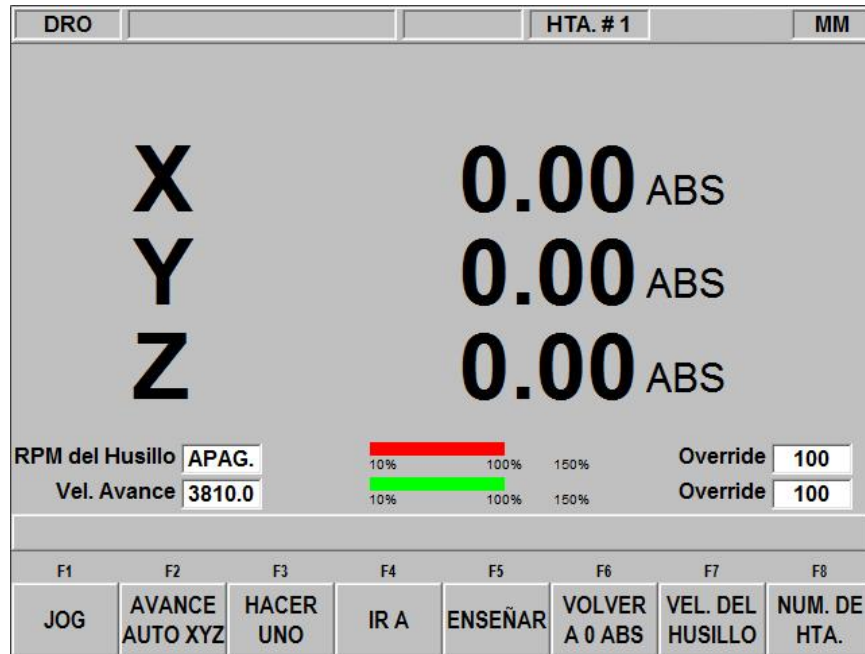 DRO HTA. # 1 MM
X 0.00 ABS
Y 0.00 ABS
Z 0.00 ABS
RPM del Husillo APAG. 10% 100% 150% Override 100
Vel. Avance 3810.0 10% 100% 150% Override 100
F1 F2 F3 F4 F5 F6 F7 F8
JOG
AVANCE
AUTO XYZ
HACER
UNO
IR A
ENSEÑAR
VOLVER
A 0 ABS
VEL. DEL
HUSILLO
NUM. DE
HTA.